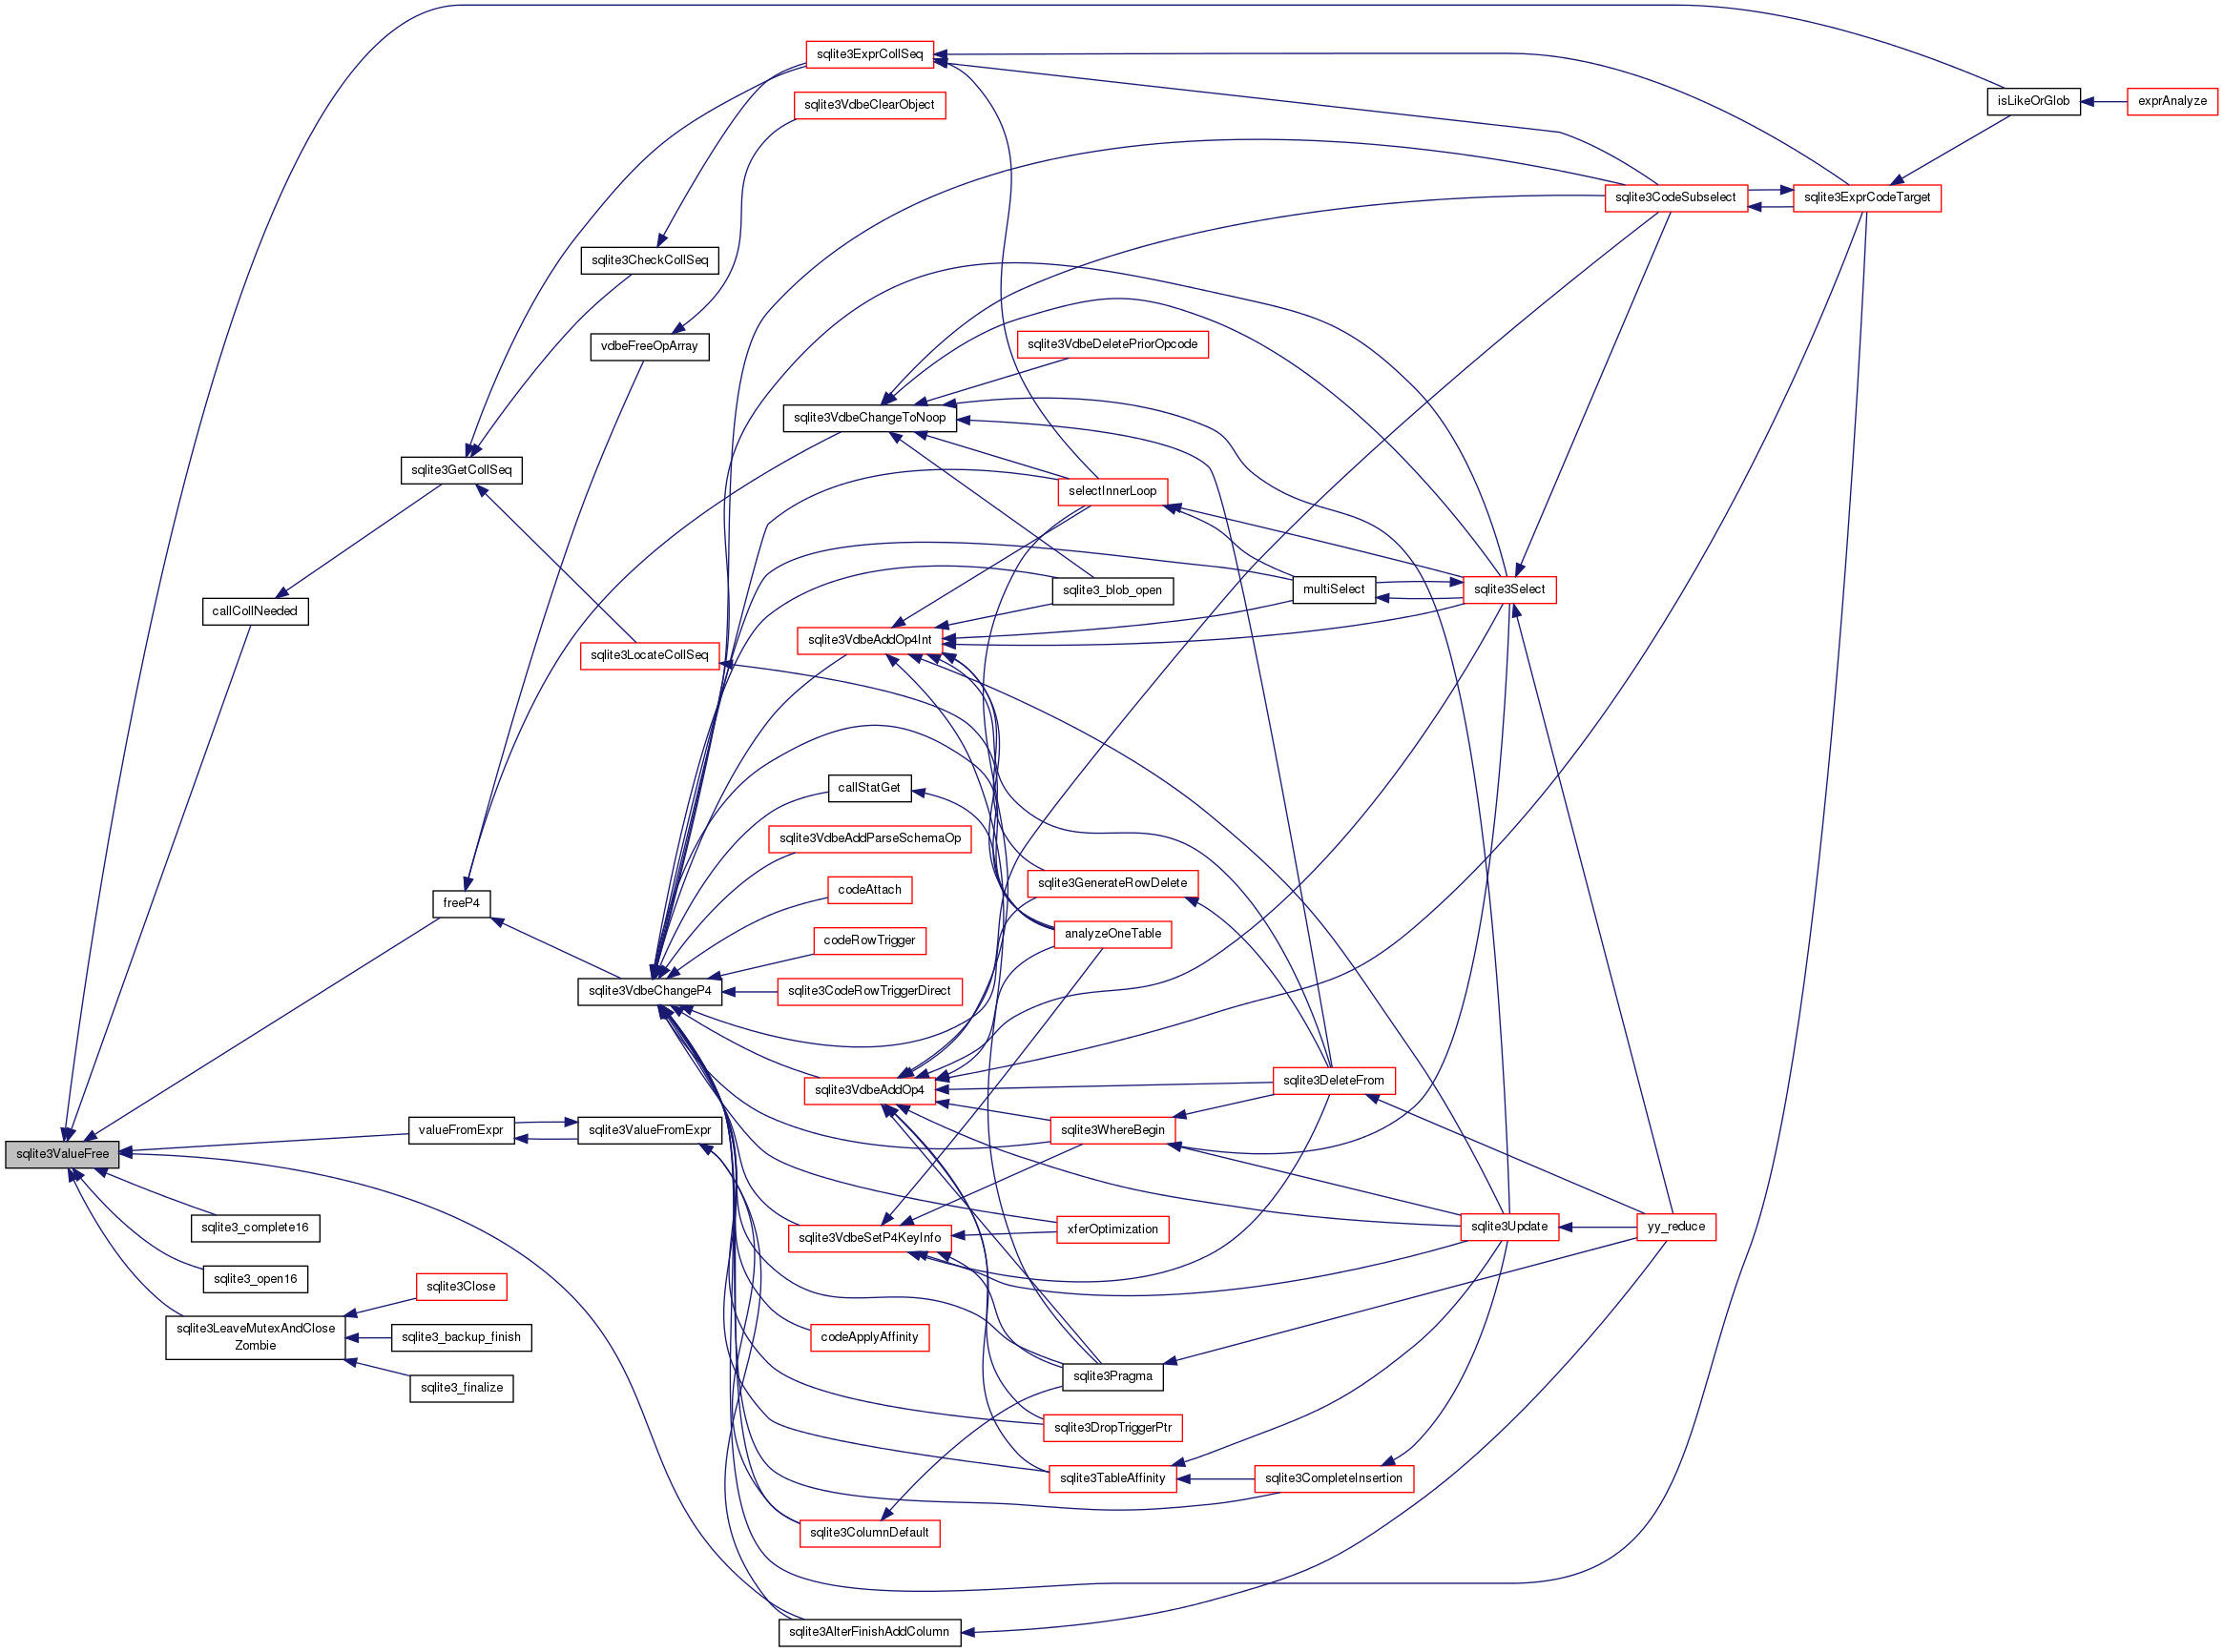 sqlite3ExprCollSeq
sqlite3VdbeClearObject
isLikeOrGlob
exprAnalyze
sqlite3CodeSubselect
sqlite3ExprCodeTarget
sqlite3CheckCollSeq
vdbeFreeOpArray
sqlite3VdbeDeletePriorOpcode
sqlite3VdbeChangeToNoop
sqlite3GetCollSeq
selectInnerLoop
callCollNeeded
sqlite3_blob_open
multiSelect
sqlite3Select
sqlite3VdbeAddOp4Int
sqlite3LocateCollSeq
callStatGet
sqlite3VdbeAddParseSchemaOp
codeAttach
sqlite3GenerateRowDelete
freeP4
analyzeOneTable
codeRowTrigger
sqlite3VdbeChangeP4
sqlite3CodeRowTriggerDirect
sqlite3VdbeAddOp4
sqlite3DeleteFrom
sqlite3ValueFree
valueFromExpr
sqlite3ValueFromExpr
sqlite3WhereBegin
sqlite3_complete16
xferOptimization
sqlite3VdbeSetP4KeyInfo
sqlite3Update
yy_reduce
sqlite3_open16
sqlite3Close
sqlite3LeaveMutexAndClose
Zombie
sqlite3_backup_finish
codeApplyAffinity
sqlite3_finalize
sqlite3Pragma
sqlite3DropTriggerPtr
sqlite3TableAffinity
sqlite3CompleteInsertion
sqlite3ColumnDefault
sqlite3AlterFinishAddColumn